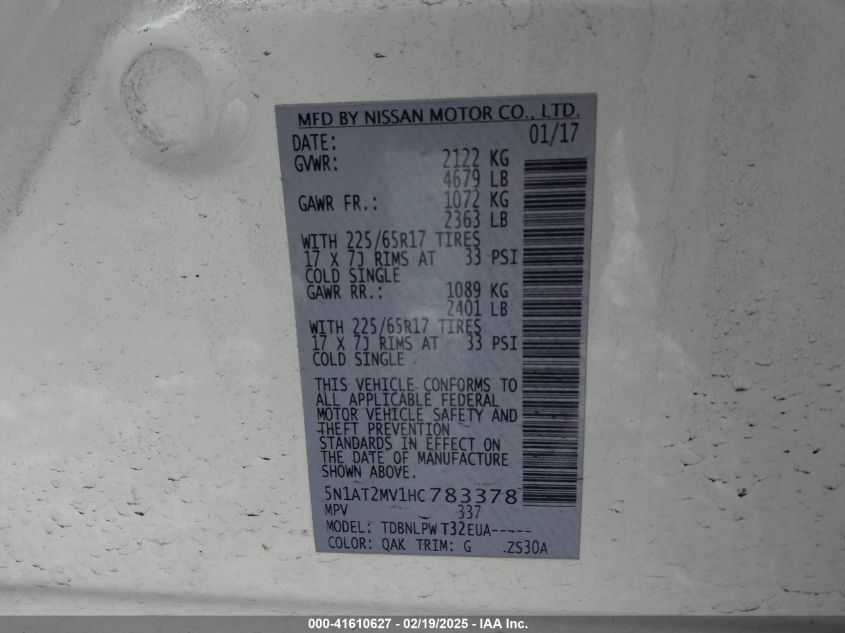 MFD BY NISSAN MOTOR CO., LTD.
DATE: 01/17
GVWR: 2122 KG
4679 LB
GAWR FR.: 1072 KG
2363 LB
WITH 225/65R17 TIRES
17 X 7J RIMS AT 33 PSI
COLD SINGLE
GAWR RR.: 1089 KG
2401 LB
WITH 225/65R17 TIRES
17 X 7J RIMS AT 33 PSI
COLD SINGLE
THIS VEHICLE CONFORMS TO
ALL APPLICABLE FEDERAL
MOTOR VEHICLE SAFETY AND
THEFT PREVENTION
STANDARDS IN EFFECT ON
THE DATE OF MANUFACTURE
SHOWN ABOVE.
5N1AT2MV1HC783378
MPV 337
MODEL: TDBNLPW T32EUA-----
COLOR: QAK TRIM: G .ZS30A
000-41610627 - 02/19/2025 - IAA Inc.